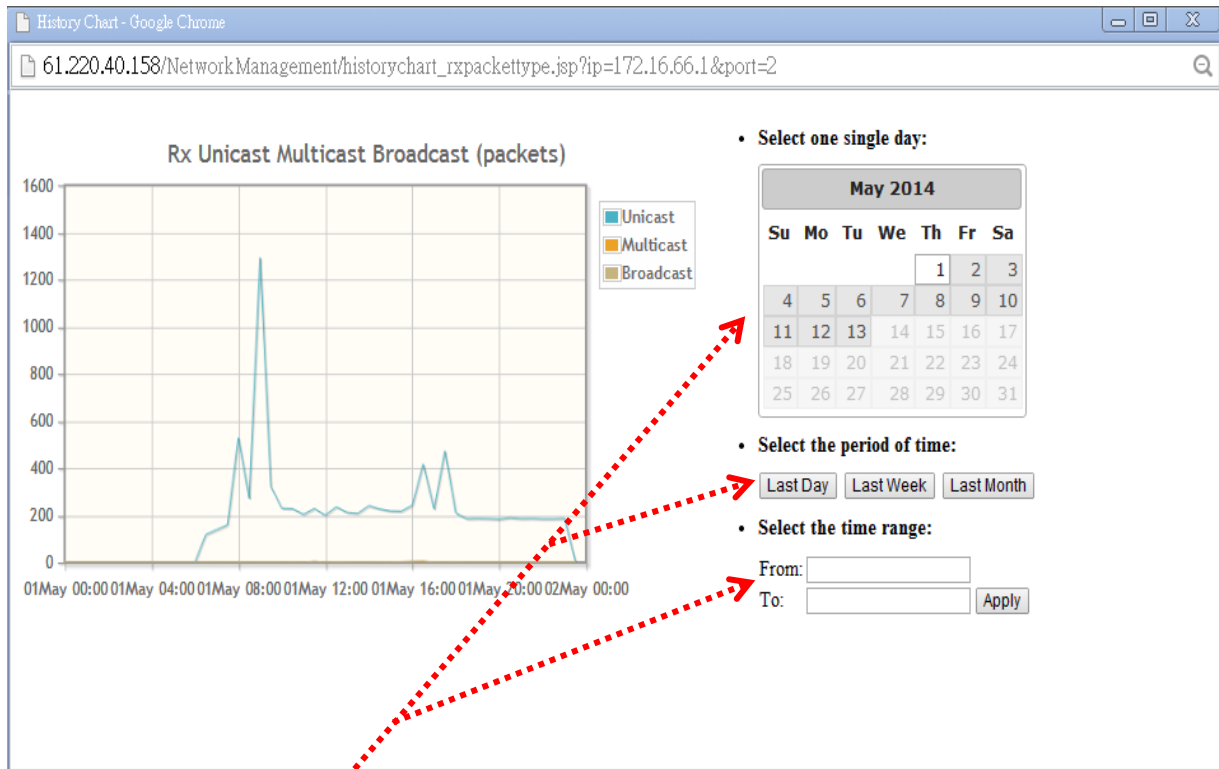 History Chart - Google Chrome
61.220.40.158/NetworkManagement/historychart_rxpackettype.jsp?ip=172.16.66.1&port=2
Rx Unicast Multicast Broadcast (packets)
1600
1400
1200
1000
800
600
400
200
0
01May 00:00 01May 04:00 01May 08:00 01May 12:00 01May 16:00 01May 20:00 02May 00:00
Unicast
Multicast
Broadcast
• Select one single day:
May 2014
Su Mo Tu We Th Fr Sa
1 2 3
4 5 6 7 8 9 10
11 12 13 14 15 16 17
18 19 20 21 22 23 24
25 26 27 28 29 30 31
• Select the period of time:
Last Day Last Week Last Month
• Select the time range:
From:
To: Apply